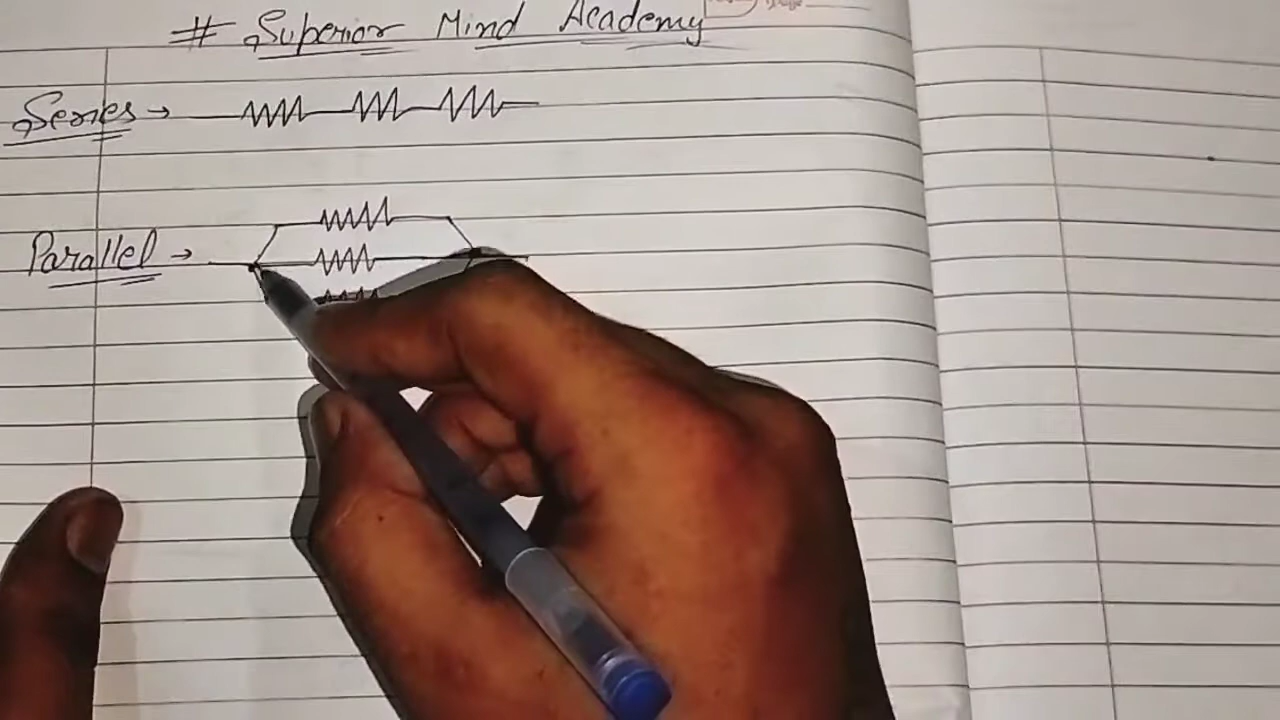 # Superior Mind Academy
Series →
Parallel →